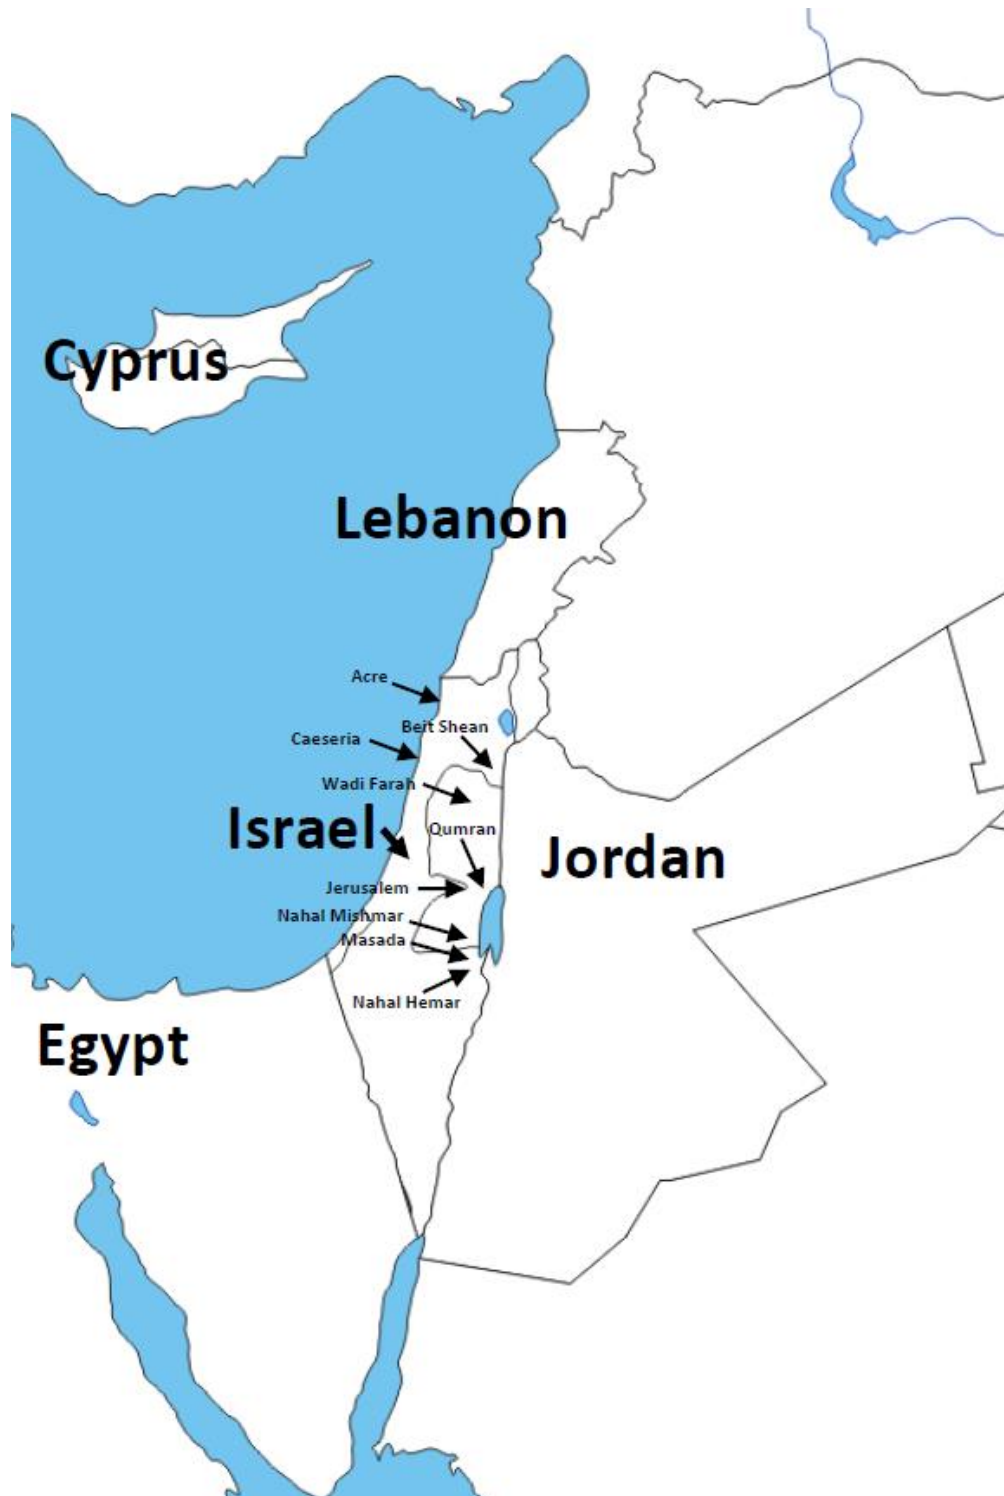 Cyprus
Lebanon
Acre
Beit Shean
Caeseria
Wadi Farah
Israel
Qumran
Jordan
Jerusalem
Nahal Mishmar
Masada
Nahal Hemar
Egypt